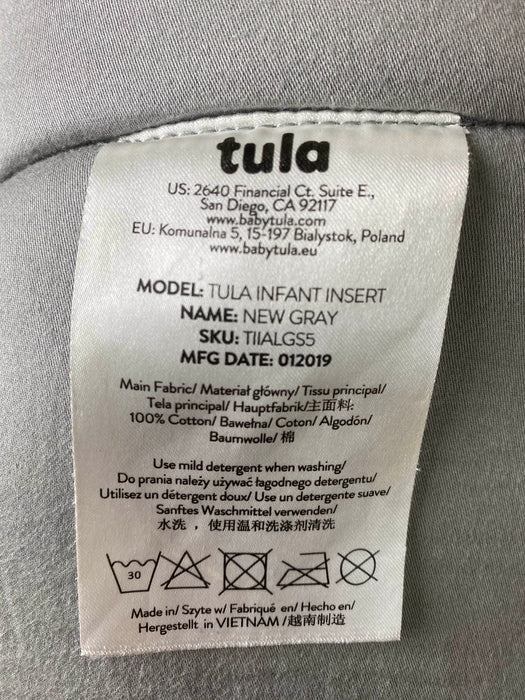 tula
US: 2640 Financial Ct. Suite E.,
San Diego, CA 92117
www.babytula.com
EU: Komunalna 5, 15-197 Bialystok, Poland
www.babytula.eu
MODEL: TULA INFANT INSERT
NAME: NEW GRAY
SKU: TIIALGS5
MFG DATE: 012019
Main Fabric/ Materiał główny/ Tissu principal/
Tela principal/ Hauptfabrik/主面料:
100% Cotton/ Bawełna/ Coton/ Algodón/
Baumwolle/ 棉
Use mild detergent when washing/
Do prania należy używać łagodnego detergentu/
Utilisez un détergent doux/ Use un detergente suave/
Sanftes Waschmittel verwenden/
水洗，使用温和洗涤剂清洗
30
Made in/ Szyte w/ Fabriqué en/ Hecho en/
Hergestellt in VIETNAM /越南制造